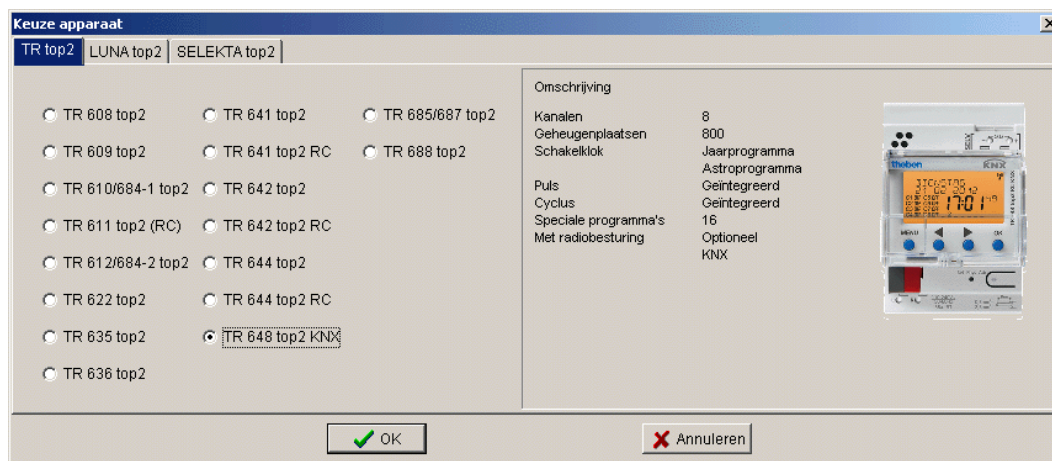 Keuze apparaat
TR top2 LUNA top2 SELEKTA top2
TR 608 top2 TR 641 top2 TR 685/687 top2
TR 609 top2 TR 641 top2 RC TR 688 top2
TR 610/684-1 top2 TR 642 top2
TR 611 top2 (RC) TR 642 top2 RC
TR 612/684-2 top2 TR 644 top2
TR 622 top2 TR 644 top2 RC
TR 635 top2 TR 648 top2 KNX
TR 636 top2
Omschrijving
Kanalen 8
Geheugenplaatsen 800
Schakelklok Jaarprogramma
Astroprogramma
Puls Geïntegreerd
Cyclus Geïntegreerd
Speciale programma's 16
Met radiobesturing Optioneel
KNX
theben KNX
17:01
MENU OK
OK Annuleren